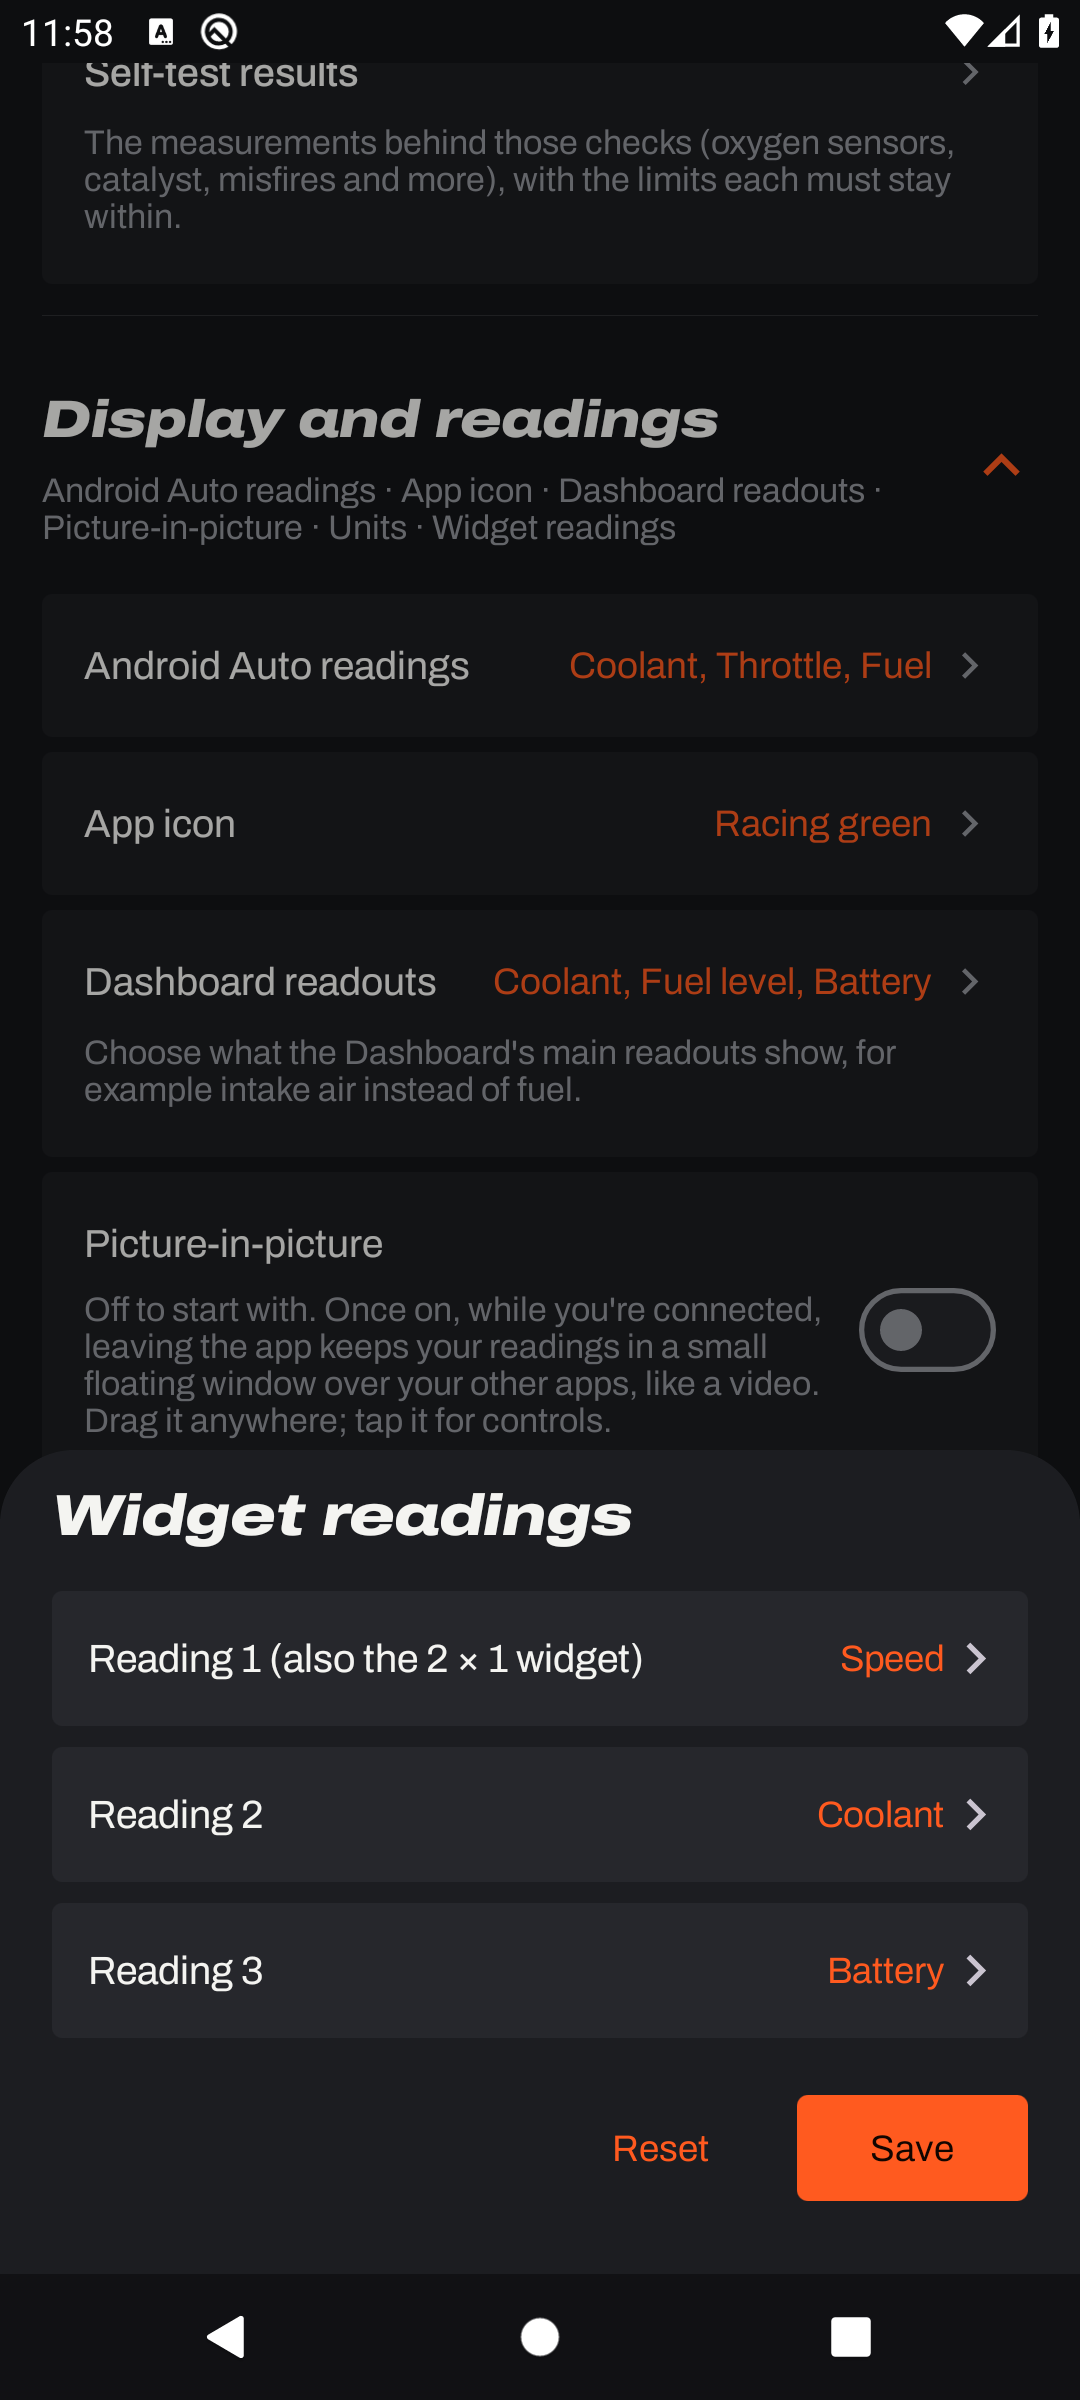 11:58
Self-test results
The measurements behind those checks (oxygen sensors,
catalyst, misfires and more), with the limits each must stay
within.
Display and readings
Android Auto readings · App icon · Dashboard readouts ·
Picture-in-picture · Units · Widget readings
Android Auto readings Coolant, Throttle, Fuel
App icon Racing green
Dashboard readouts Coolant, Fuel level, Battery
Choose what the Dashboard's main readouts show, for
example intake air instead of fuel.
Picture-in-picture
Off to start with. Once on, while you're connected,
leaving the app keeps your readings in a small
floating window over your other apps, like a video.
Drag it anywhere; tap it for controls.
Widget readings
Reading 1 (also the 2 × 1 widget) Speed
Reading 2 Coolant
Reading 3 Battery
Reset Save